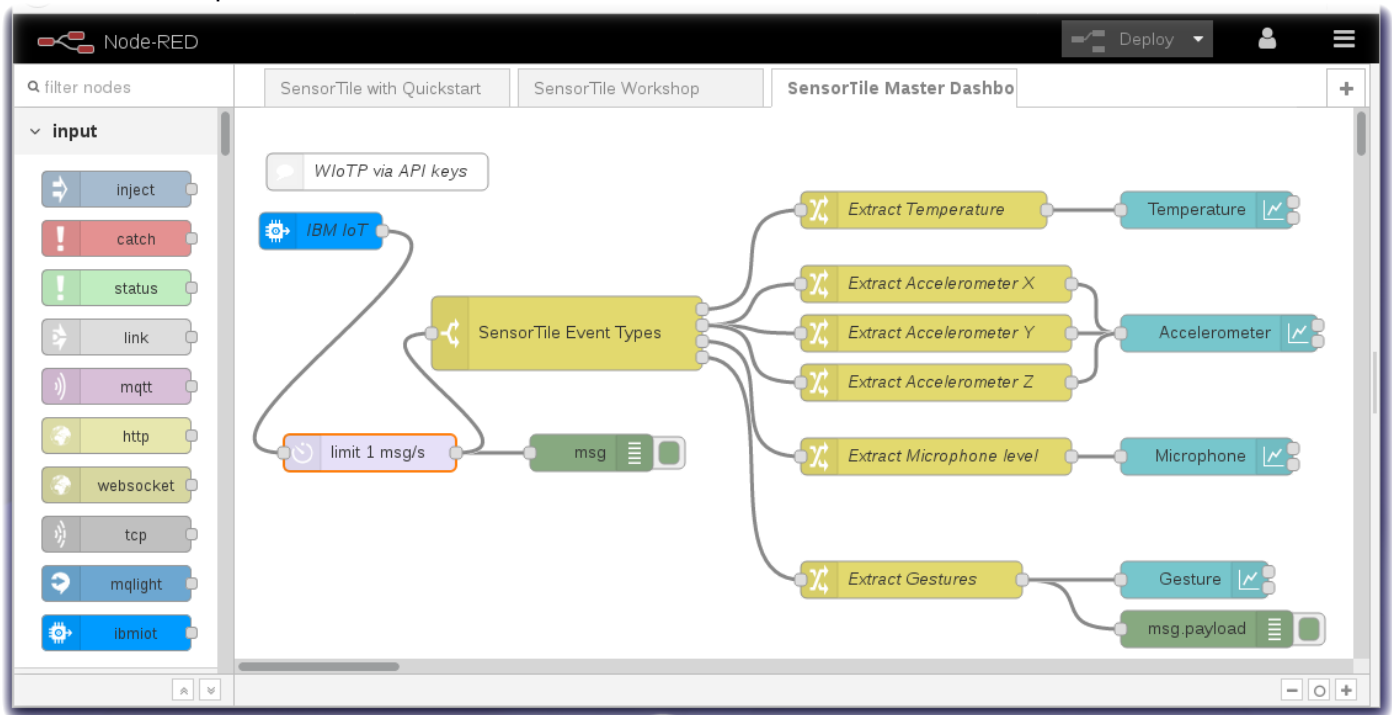 Node-RED
Deploy
filter nodes
SensorTile with Quickstart
SensorTile Workshop
SensorTile Master Dashbo
+
input
WIoTP via API keys
inject
Extract Temperature
Temperature
IBM IoT
catch
Extract Accelerometer X
status
SensorTile Event Types
Extract Accelerometer Y
Accelerometer
link
Extract Accelerometer Z
mqtt
http
limit 1 msg/s
msg
Extract Microphone level
Microphone
websocket
tcp
Extract Gestures
Gesture
mqlight
msg.payload
ibmiot